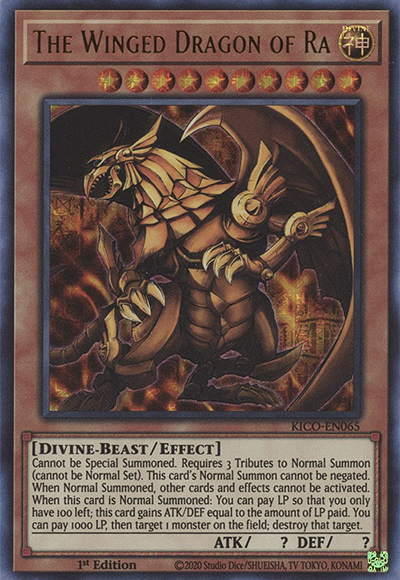 The Winged Dragon of Ra
DIVINE
神
KICO-EN065
[Divine-Beast/Effect]
Cannot be Special Summoned. Requires 3 Tributes to Normal Summon
(cannot be Normal Set). This card's Normal Summon cannot be negated.
When Normal Summoned, other cards and effects cannot be activated.
When this card is Normal Summoned: You can pay LP so that you only
have 100 left; this card gains ATK/DEF equal to the amount of LP paid. You
can pay 1000 LP, then target 1 monster on the field; destroy that target.
ATK/ ? DEF/ ?
1st Edition ©2020 Studio Dice/SHUEISHA, TV TOKYO, KONAMI